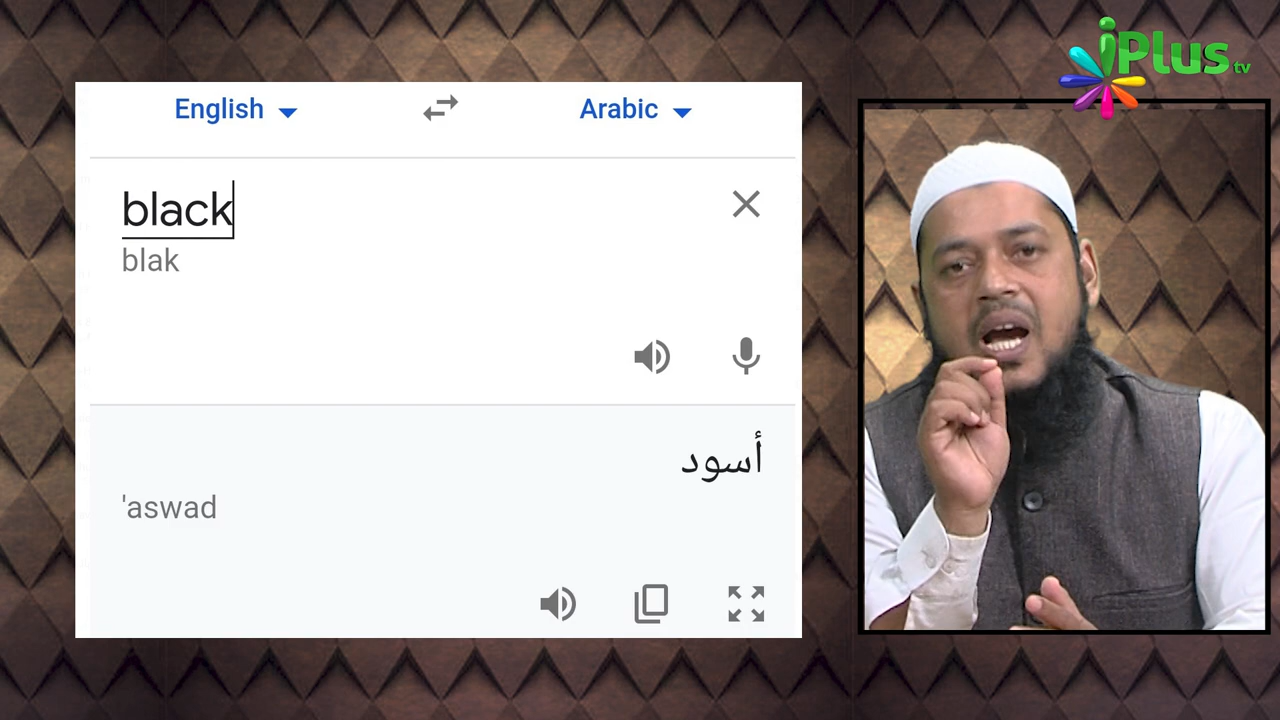 iPlus tv
English
Arabic
black
blak
أسود
'aswad